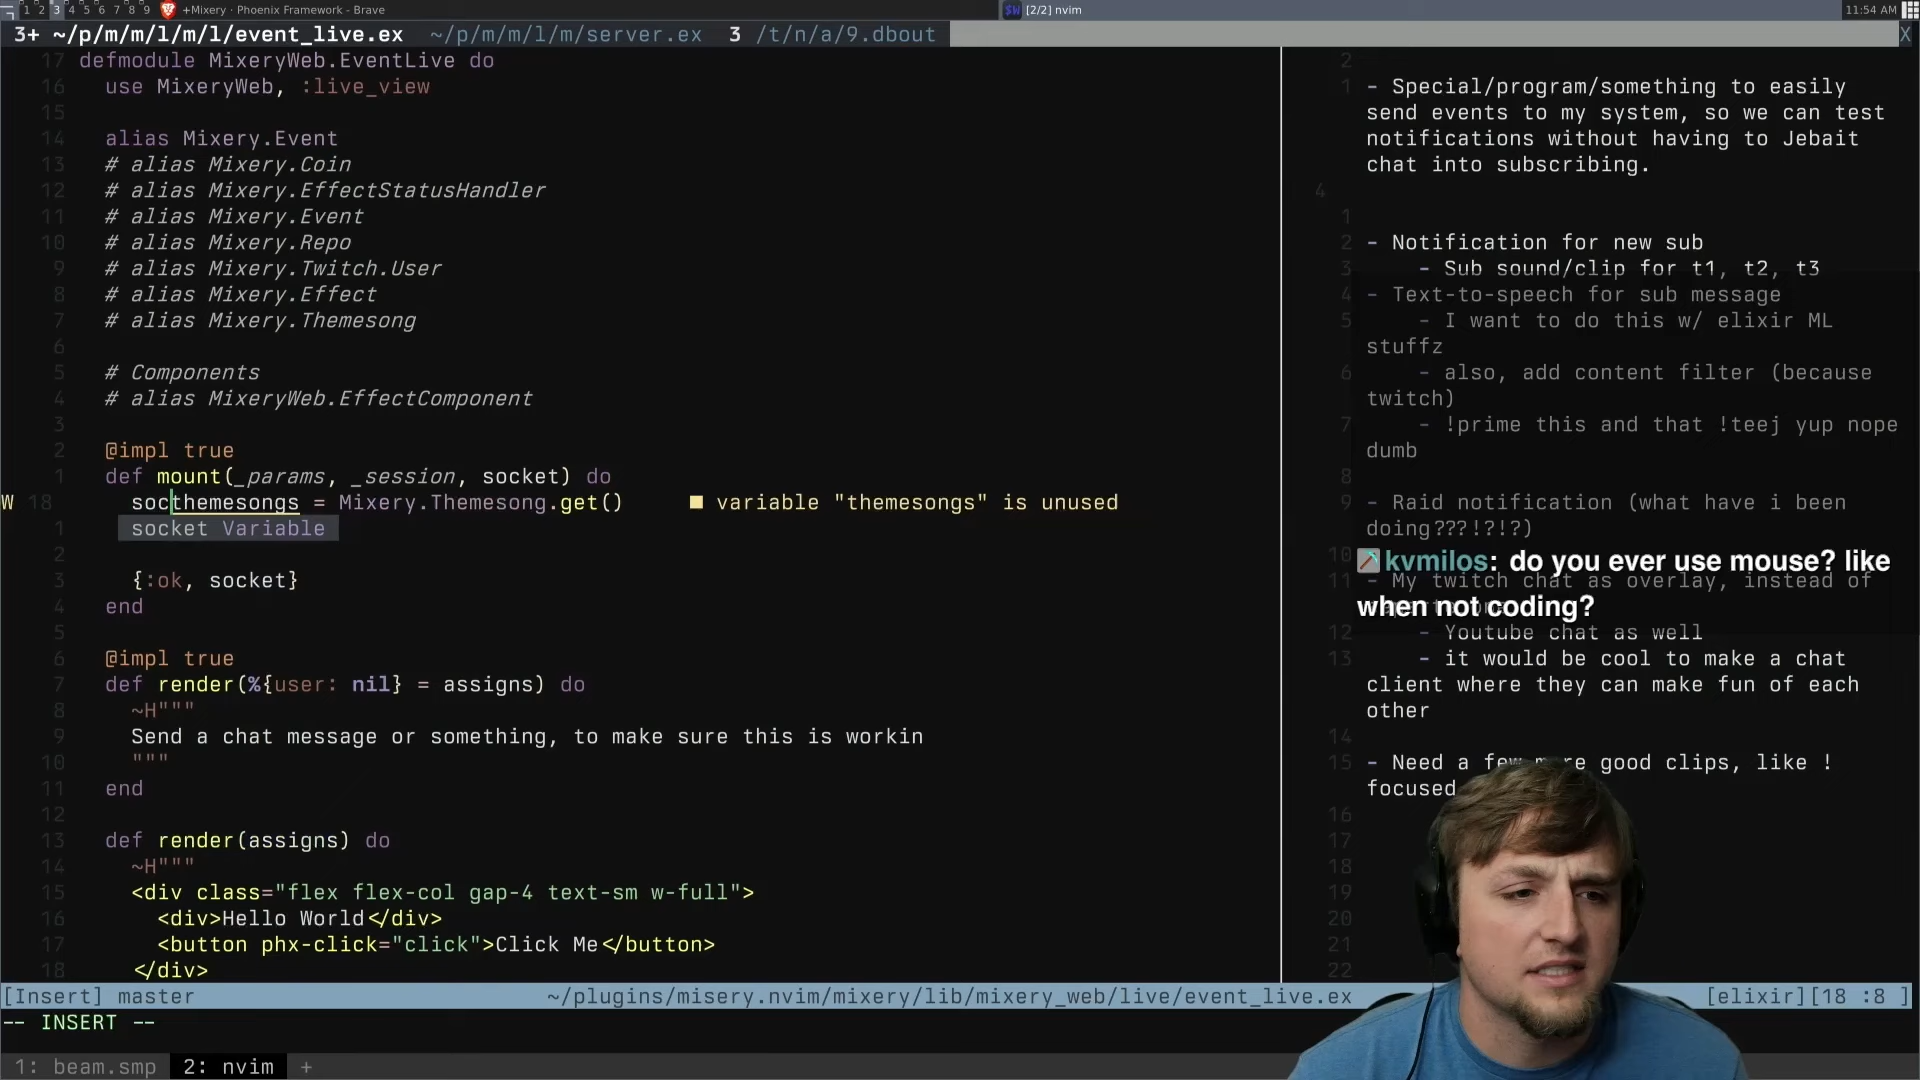 1 2 3 4 5 6 7 8 9 +Mixery · Phoenix Framework - Brave
[2/2] nvim
11:54 AM
3+ ~/p/m/m/l/m/l/event_live.ex ~/p/m/m/l/m/server.ex 3 /t/n/a/9.dbout X
17 defmodule MixeryWeb.EventLive do
16 use MixeryWeb, :live_view
15
14 alias Mixery.Event
13 # alias Mixery.Coin
12 # alias Mixery.EffectStatusHandler
11 # alias Mixery.Event
10 # alias Mixery.Repo
9 # alias Mixery.Twitch.User
8 # alias Mixery.Effect
7 # alias Mixery.Themesong
6
5 # Components
4 # alias MixeryWeb.EffectComponent
3
2 @impl true
1 def mount(_params, _session, socket) do
W 18 socthemesongs = Mixery.Themesong.get() ■ variable "themesongs" is unused
1 socket Variable
2
3 {:ok, socket}
4 end
5
6 @impl true
7 def render(%{user: nil} = assigns) do
8 ~H"""
9 Send a chat message or something, to make sure this is workin
10 """
11 end
12
13 def render(assigns) do
14 ~H"""
15 <div class="flex flex-col gap-4 text-sm w-full">
16 <div>Hello World</div>
17 <button phx-click="click">Click Me</button>
18 </div>
2
1 - Special/program/something to easily
send events to my system, so we can test
notifications without having to Jebait
chat into subscribing.
4
1
2 - Notification for new sub
3 - Sub sound/clip for t1, t2, t3
4 - Text-to-speech for sub message
5 - I want to do this w/ elixir ML
stuffz
6 - also, add content filter (because
twitch)
7 - !prime this and that !teej yup nope
dumb
8
9 - Raid notification (what have i been
doing???!?!?)
10
kvmilos: do you ever use mouse? like
when not coding?
11 - My twitch chat as overlay, instead of
12 - Youtube chat as well
13 - it would be cool to make a chat
client where they can make fun of each
other
14
15 - Need a few more good clips, like !
focused
16
17
18
19
20
21
22
[Insert] master ~/plugins/misery.nvim/mixery/lib/mixery_web/live/event_live.ex [elixir][18 :8 ]
-- INSERT --
1: beam.smp 2: nvim +